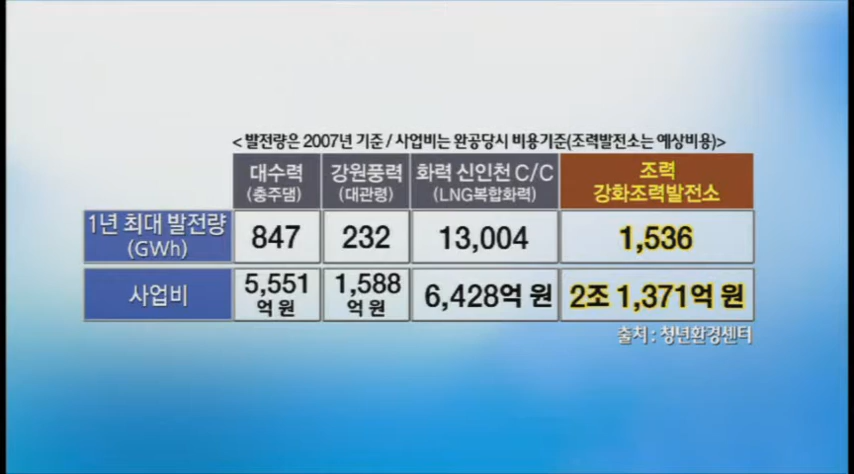 < 발전량은 2007년 기준 / 사업비는 완공당시 비용기준(조력발전소는 예상비용)>
대수력 강원풍력 화력 신인천 C/C 조력
(충주댐) (대관령) (LNG복합화력) 강화조력발전소
1년 최대 발전량
(GWh) 847 232 13,004 1,536
사업비 5,551 억 원 1,588 억 원 6,428억 원 2조 1,371억 원
출처 : 청년환경센터